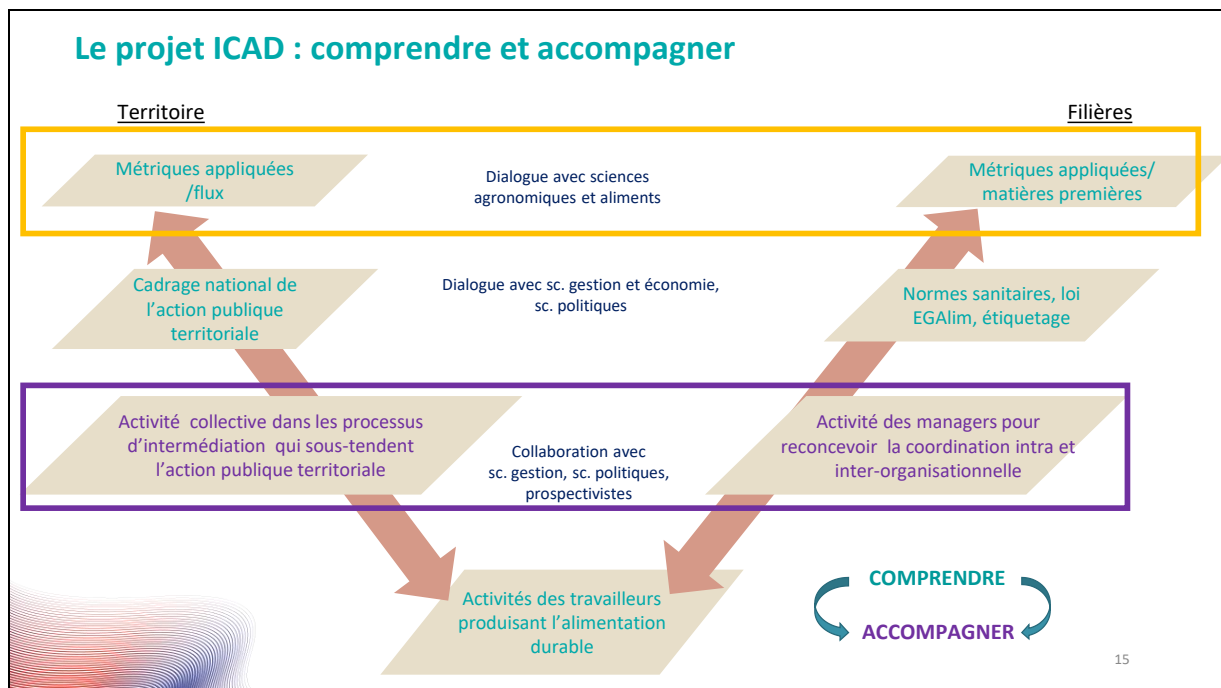 Le projet ICAD : comprendre et accompagner
Territoire
Filières
Métriques appliquées
/flux
Dialogue avec sciences
agronomiques et aliments
Métriques appliquées/
matières premières
Cadrage national de
l'action publique
territoriale
Dialogue avec sc. gestion et économie,
sc. politiques
Normes sanitaires, loi
EGAlim, étiquetage
Activité collective dans les processus
d'intermédiation qui sous-tendent
l'action publique territoriale
Collaboration avec
sc. gestion, sc. politiques,
prospectivistes
Activité des managers pour
reconcevoir la coordination intra et
inter-organisationnelle
Activités des travailleurs
produisant l'alimentation
durable
COMPRENDRE
ACCOMPAGNER
15